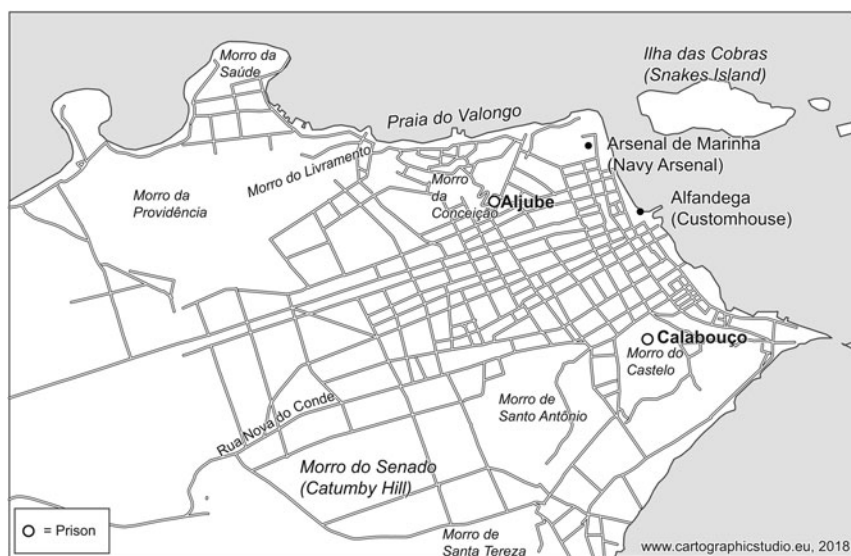 Morro da
Saúde
Ilha das Cobras
(Snakes Island)
Praia do Valongo
Arsenal de Marinha
(Navy Arsenal)
Morro do Livramento
Morro da
Providência
Morro
da
Conceição
Aljube
Alfandega
(Customhouse)
Calabouço
Morro do
Castelo
Morro de
Santo Antônio
Rua Nova do Conde
Morro do Senado
(Catumby Hill)
Morro de
Santa Tereza
= Prison
www.cartographicstudio.eu, 2018